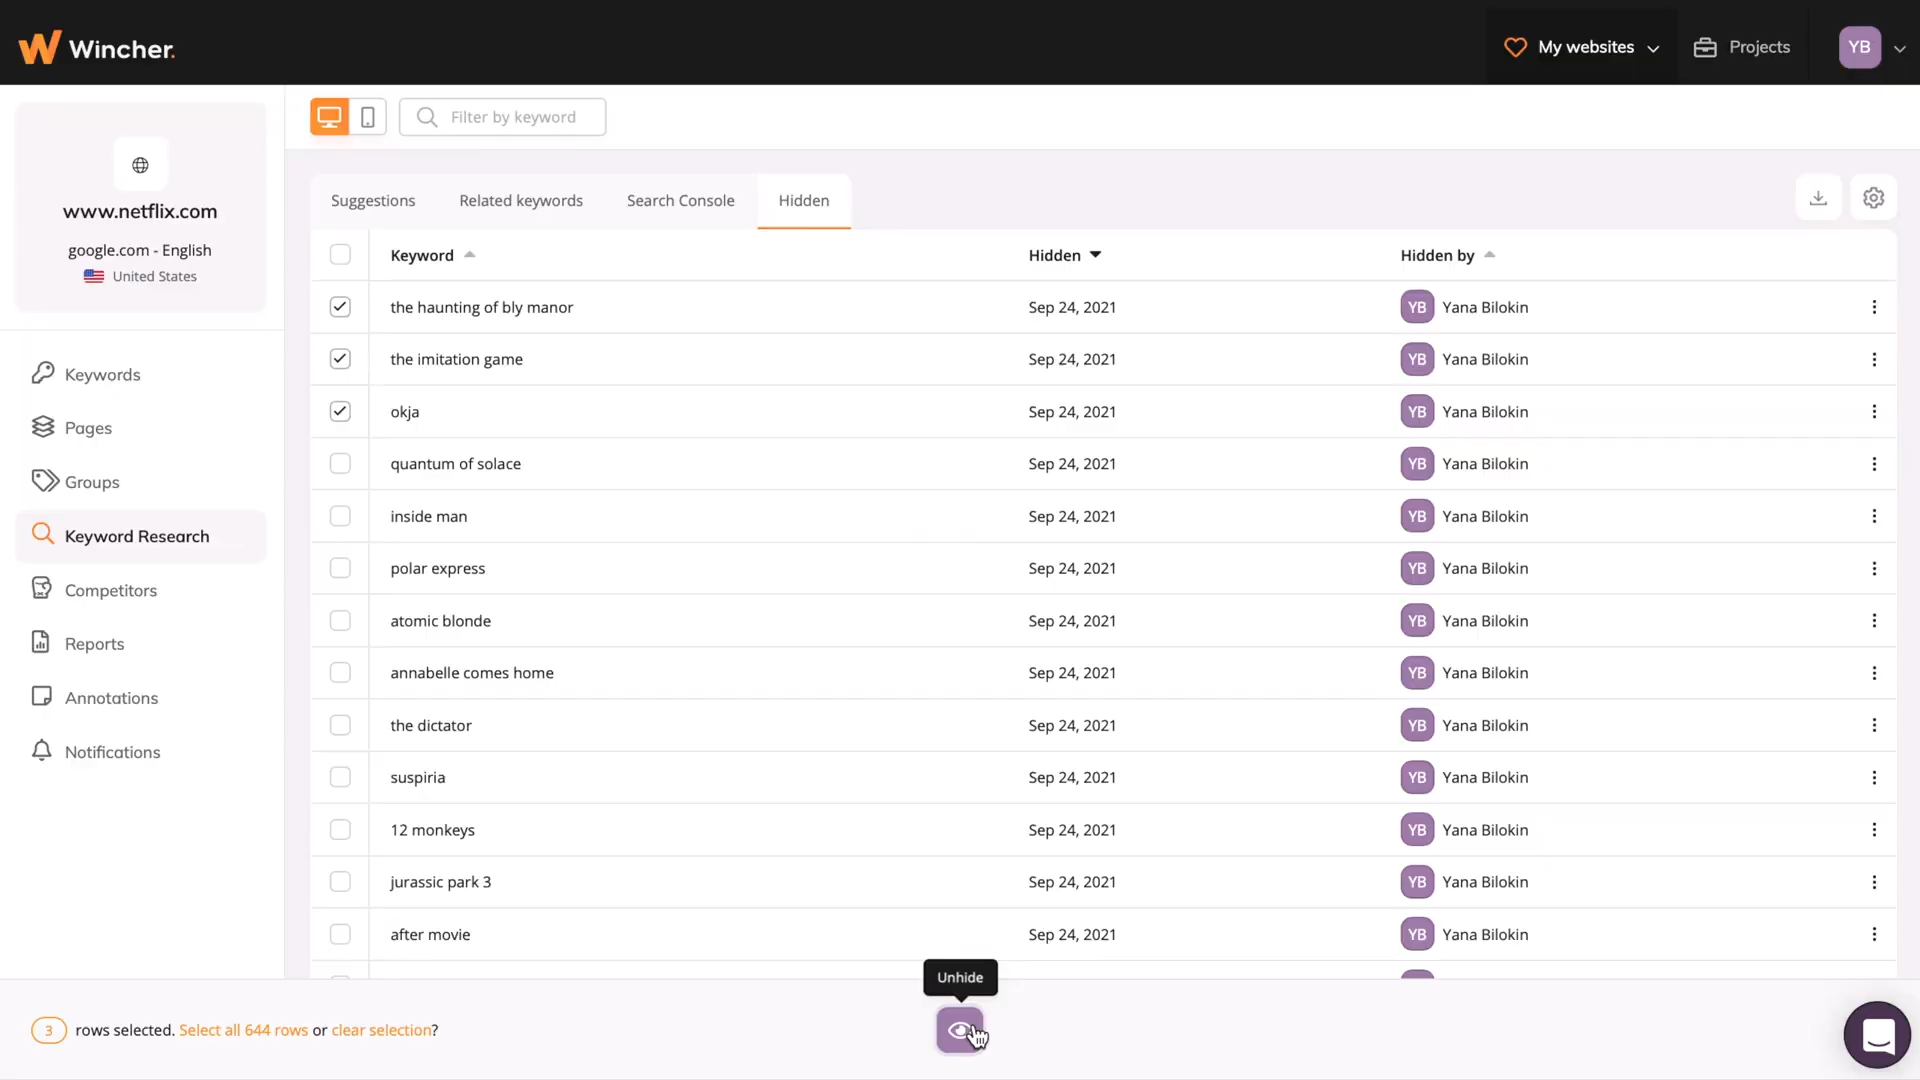 Wincher.
My websites
Projects
YB
www.netflix.com
google.com - English
United States
Keywords
Pages
Groups
Keyword Research
Competitors
Reports
Annotations
Notifications
Filter by keyword
Suggestions
Related keywords
Search Console
Hidden
Keyword Hidden Hidden by
the haunting of bly manor Sep 24, 2021 YB Yana Bilokin
the imitation game Sep 24, 2021 YB Yana Bilokin
okja Sep 24, 2021 YB Yana Bilokin
quantum of solace Sep 24, 2021 YB Yana Bilokin
inside man Sep 24, 2021 YB Yana Bilokin
polar express Sep 24, 2021 YB Yana Bilokin
atomic blonde Sep 24, 2021 YB Yana Bilokin
annabelle comes home Sep 24, 2021 YB Yana Bilokin
the dictator Sep 24, 2021 YB Yana Bilokin
suspiria Sep 24, 2021 YB Yana Bilokin
12 monkeys Sep 24, 2021 YB Yana Bilokin
jurassic park 3 Sep 24, 2021 YB Yana Bilokin
after movie Sep 24, 2021 YB Yana Bilokin
Unhide
3 rows selected. Select all 644 rows or clear selection?